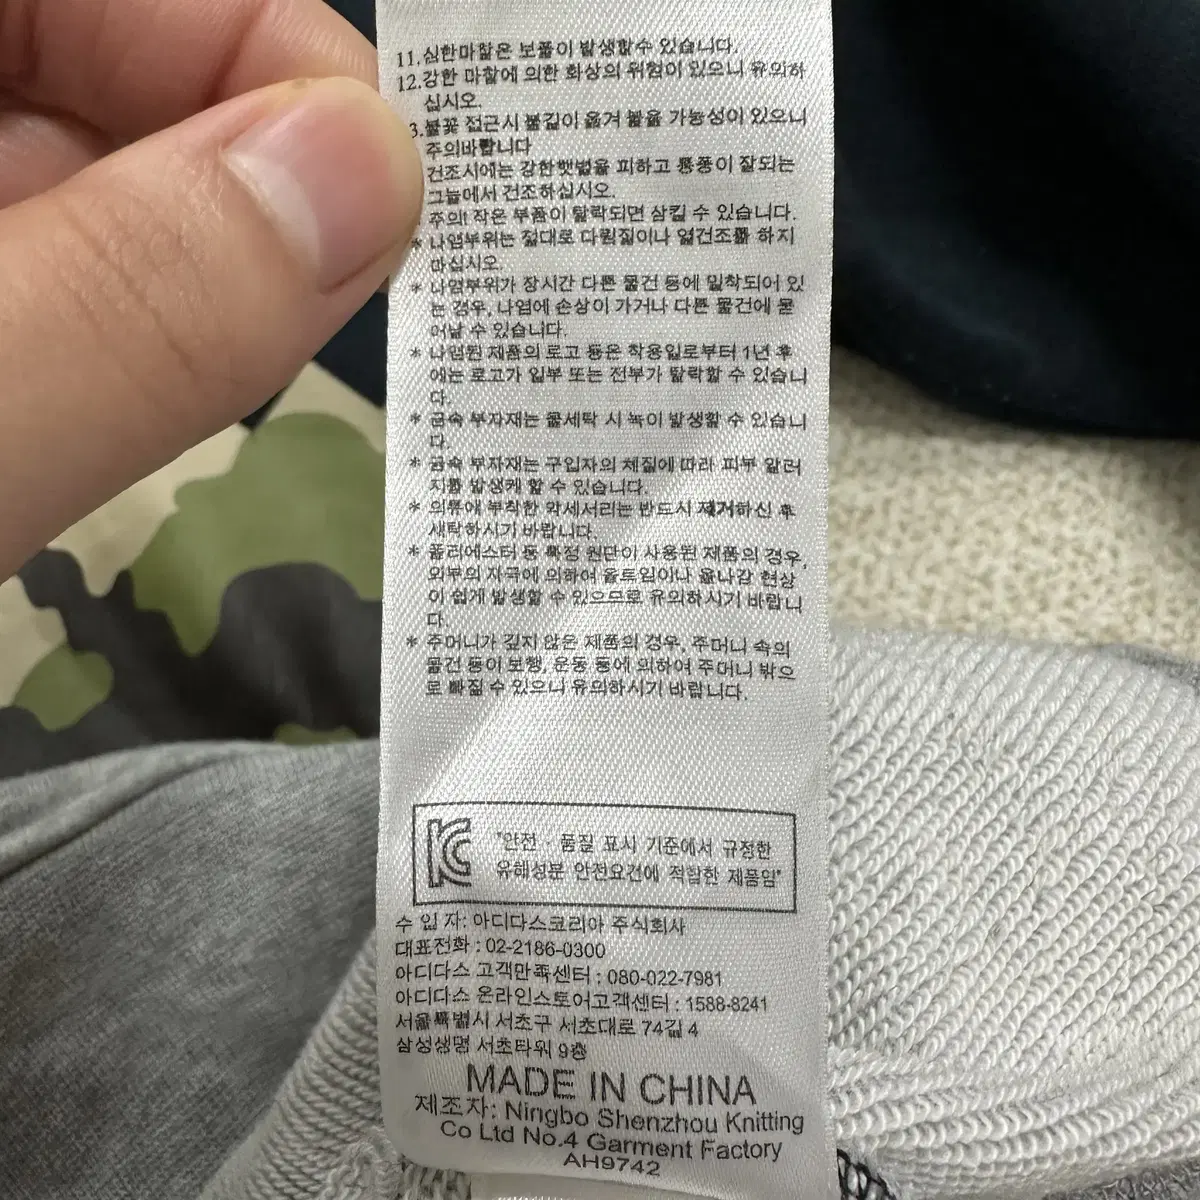 11.심한마찰은 보풀이 발생할수 있습니다.
12.강한 마찰에 의한 화상의 위험이 있으니 유의하
십시오.
3.불꽃 접근시 불길이 옮겨 붙을 가능성이 있으니
주의바랍니다
건조시에는 강한햇볕을 피하고 통풍이 잘되는
그늘에서 건조하십시오.
주의! 작은 부품이 탈락되면 삼킬 수 있습니다.
* 나염부위는 절대로 다림질이나 열건조를 하지
마십시오.
* 나염부위가 장시간 다른 물건 등에 밀착되어 있
는 경우, 나염에 손상이 가거나 다른 물건에 묻
어날 수 있습니다.
* 나염된 제품의 로고 등은 착용일로부터 1년 후
에는 로고가 일부 또는 전부가 탈락할 수 있습니
다.
* 금속 부자재는 물세탁 시 녹이 발생할 수 있습니
다.
* 금속 부자재는 구입자의 체질에 따라 피부 알러
지를 발생케 할 수 있습니다.
* 의류에 부착한 악세서리는 반드시 제거하신 후
세탁하시기 바랍니다.
* 폴리에스터 등 특정 원단이 사용된 제품의 경우,
외부의 자극에 의하여 올트임이나 올나감 현상
이 쉽게 발생할 수 있으므로 유의하시기 바랍니
다.
* 주머니가 깊지 않은 제품의 경우, 주머니 속의
물건 등이 보행, 운동 등에 의하여 주머니 밖으
로 빠질 수 있으니 유의하시기 바랍니다.
"안전 · 품질 표시 기준에서 규정한
유해성분 안전요건에 적합한 제품임"
수 입 자: 아디다스코리아 주식회사
대표전화 : 02-2186-0300
아디다스 고객만족센터 : 080-022-7981
아디다스 온라인스토어고객센터 : 1588-8241
서울특별시 서초구 서초대로 74길 4
삼성생명 서초타워 9층
MADE IN CHINA
제조자: Ningbo Shenzhou Knitting
Co Ltd No.4 Garment Factory
AH9742